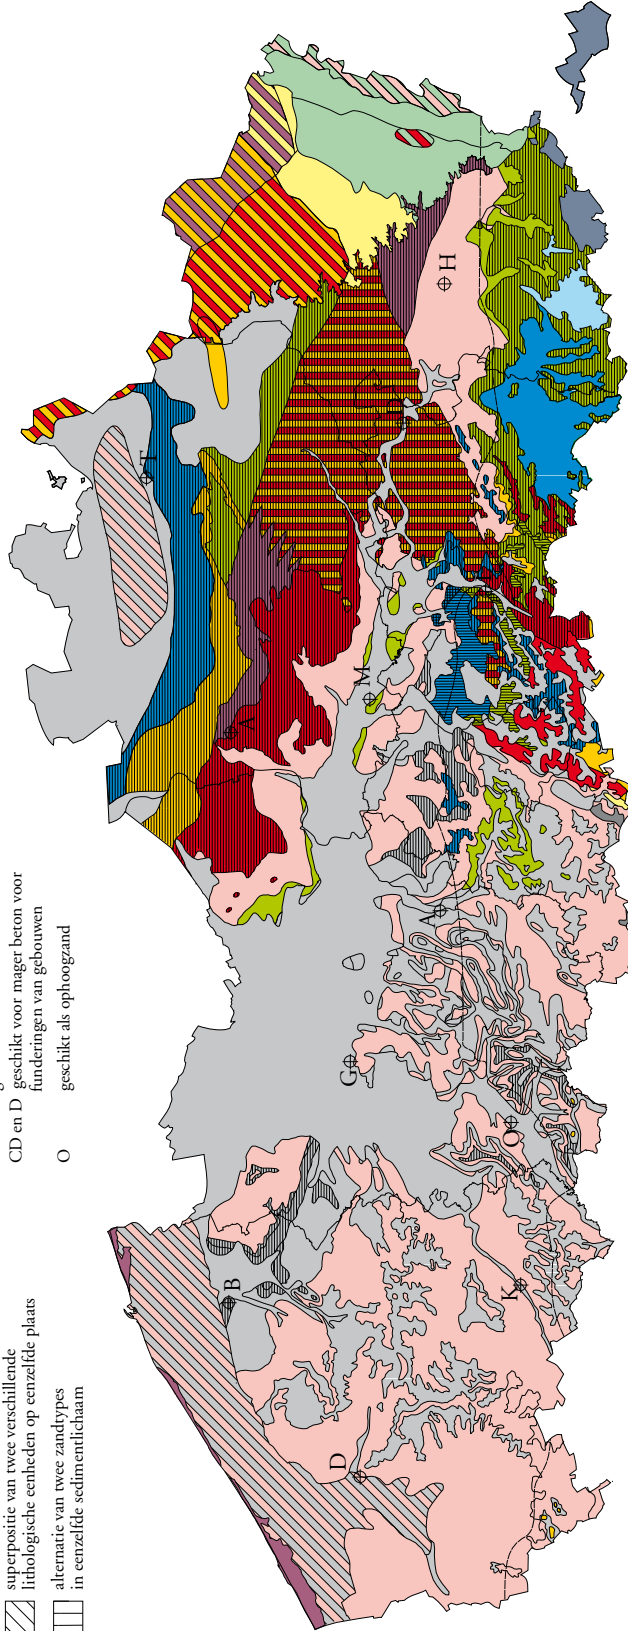 superpositie van twee verschillende
lithologische eenheden op eenzelfde plaats
alternatie van twee zandtypes
in eenzelfde sedimentlichaam
CD en D geschikt voor mager beton voor
funderingen van gebouwen
O geschikt als ophoogzand
T
B
A
D
G
M
D
A
H
K
O